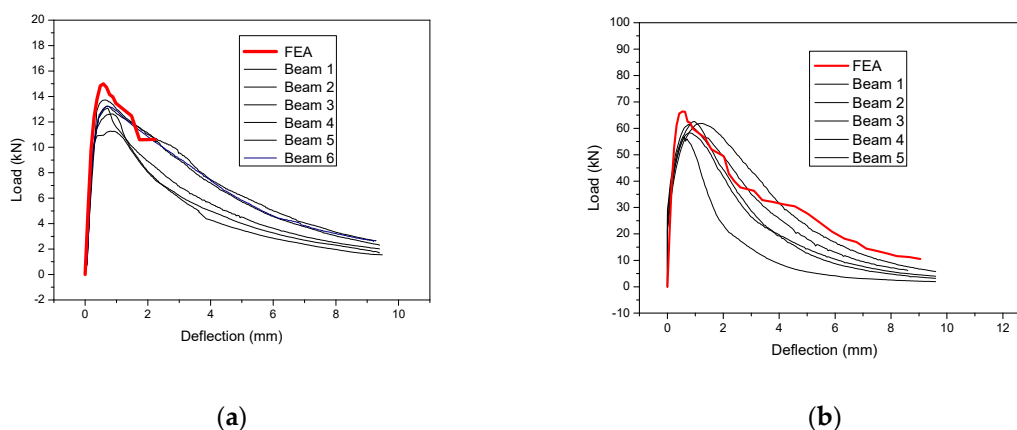 20
18
16
14
12
10
8
6
4
2
0
-2
Load (kN)
0 2 4 6 8 10
Deflection (mm)
FEA
Beam 1
Beam 2
Beam 3
Beam 4
Beam 5
Beam 6
(a)
100
90
80
70
60
50
40
30
20
10
0
-10
Load (kN)
0 2 4 6 8 10 12
Deflection (mm)
FEA
Beam 1
Beam 2
Beam 3
Beam 4
Beam 5
(b)